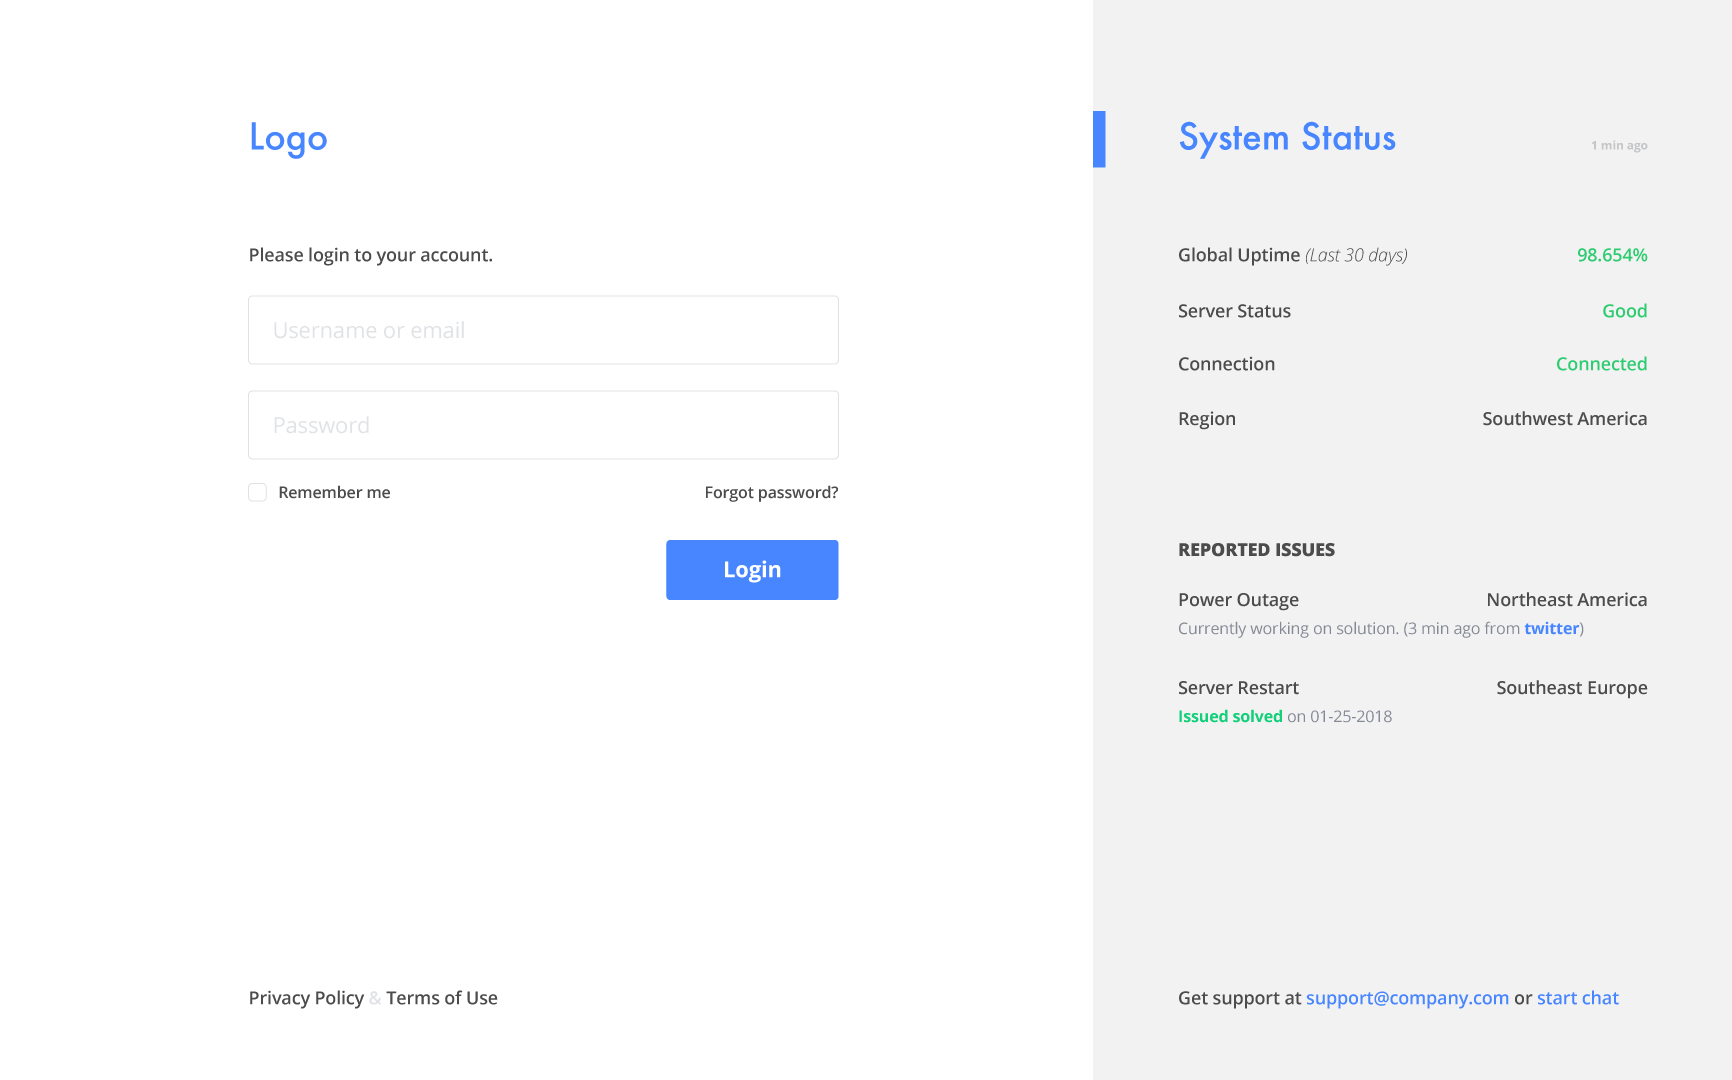 Logo
Please login to your account.
Username or email
Password
Remember me
Forgot password?
Login
Privacy Policy & Terms of Use
System Status
1 min ago
Global Uptime (Last 30 days) 98.654%
Server Status Good
Connection Connected
Region Southwest America
REPORTED ISSUES
Power Outage Northeast America
Currently working on solution. (3 min ago from twitter)
Server Restart Southeast Europe
Issued solved on 01-25-2018
Get support at support@company.com or start chat